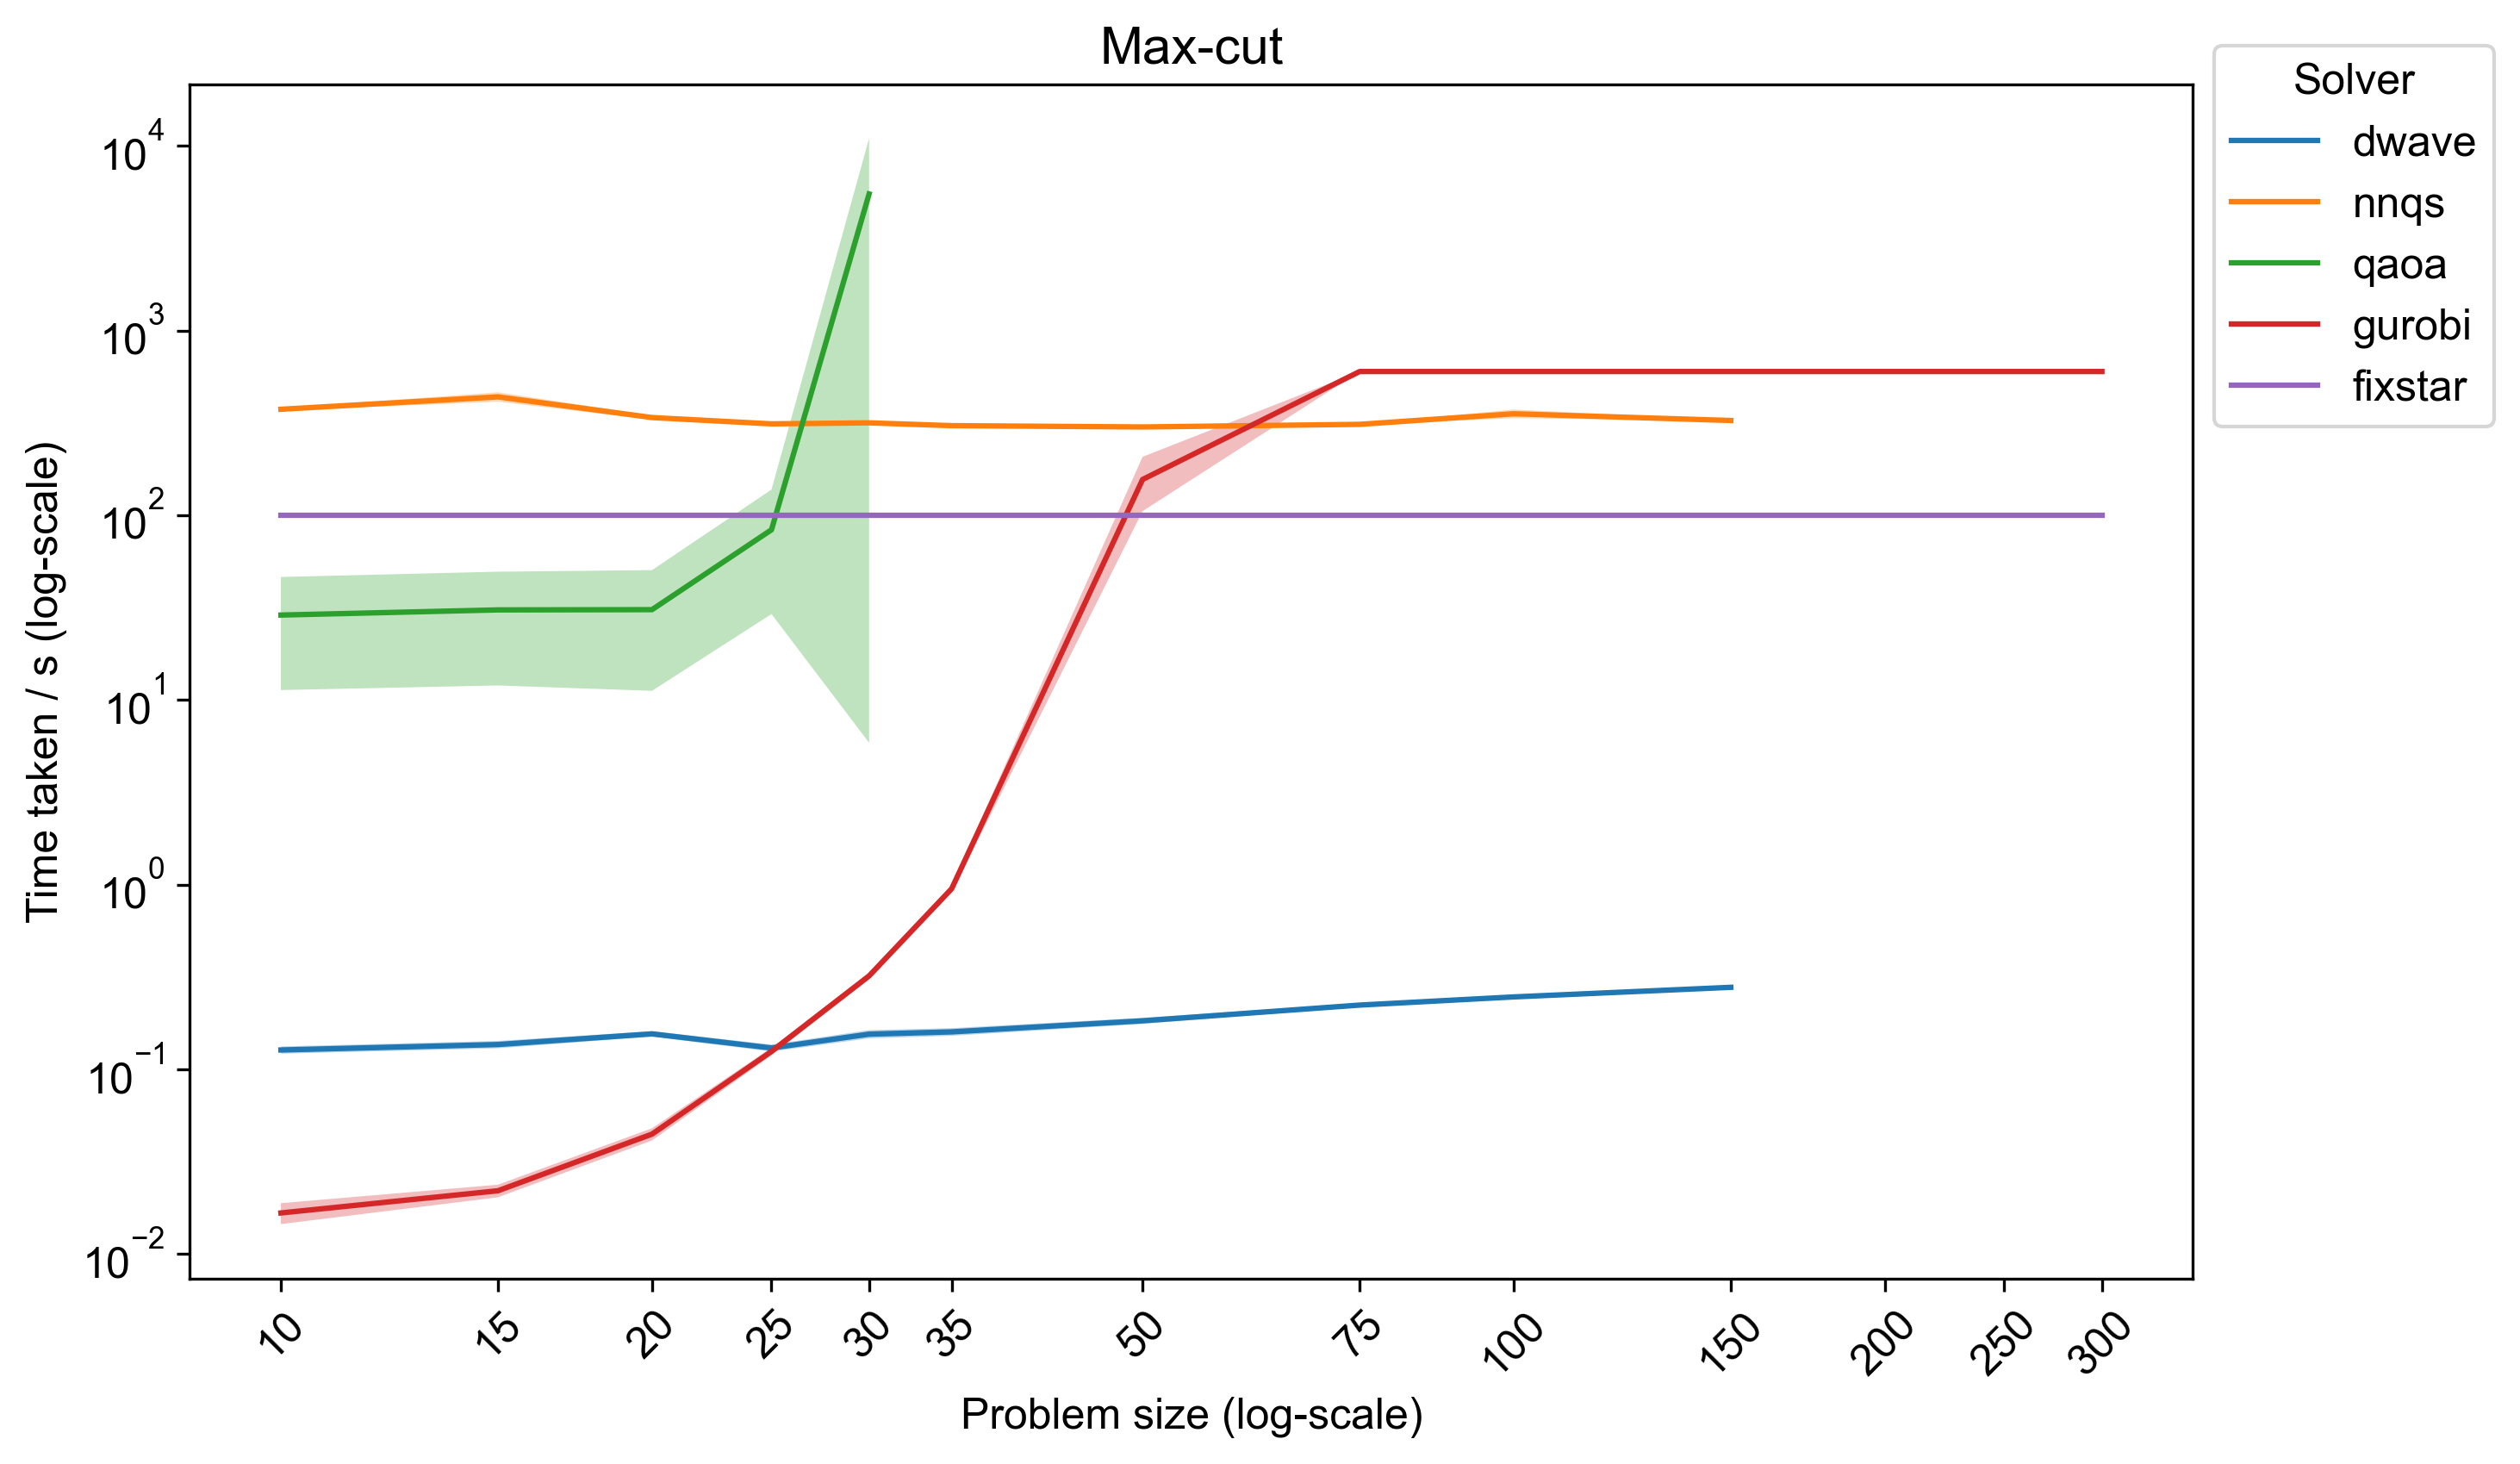 Max-cut
Time taken / s (log-scale)
10^4
10^3
10^2
10^1
10^0
10^−1
10^−2
10
15
20
25
30
35
50
75
100
150
200
250
300
Problem size (log-scale)
Solver
dwave
nnqs
qaoa
gurobi
fixstar